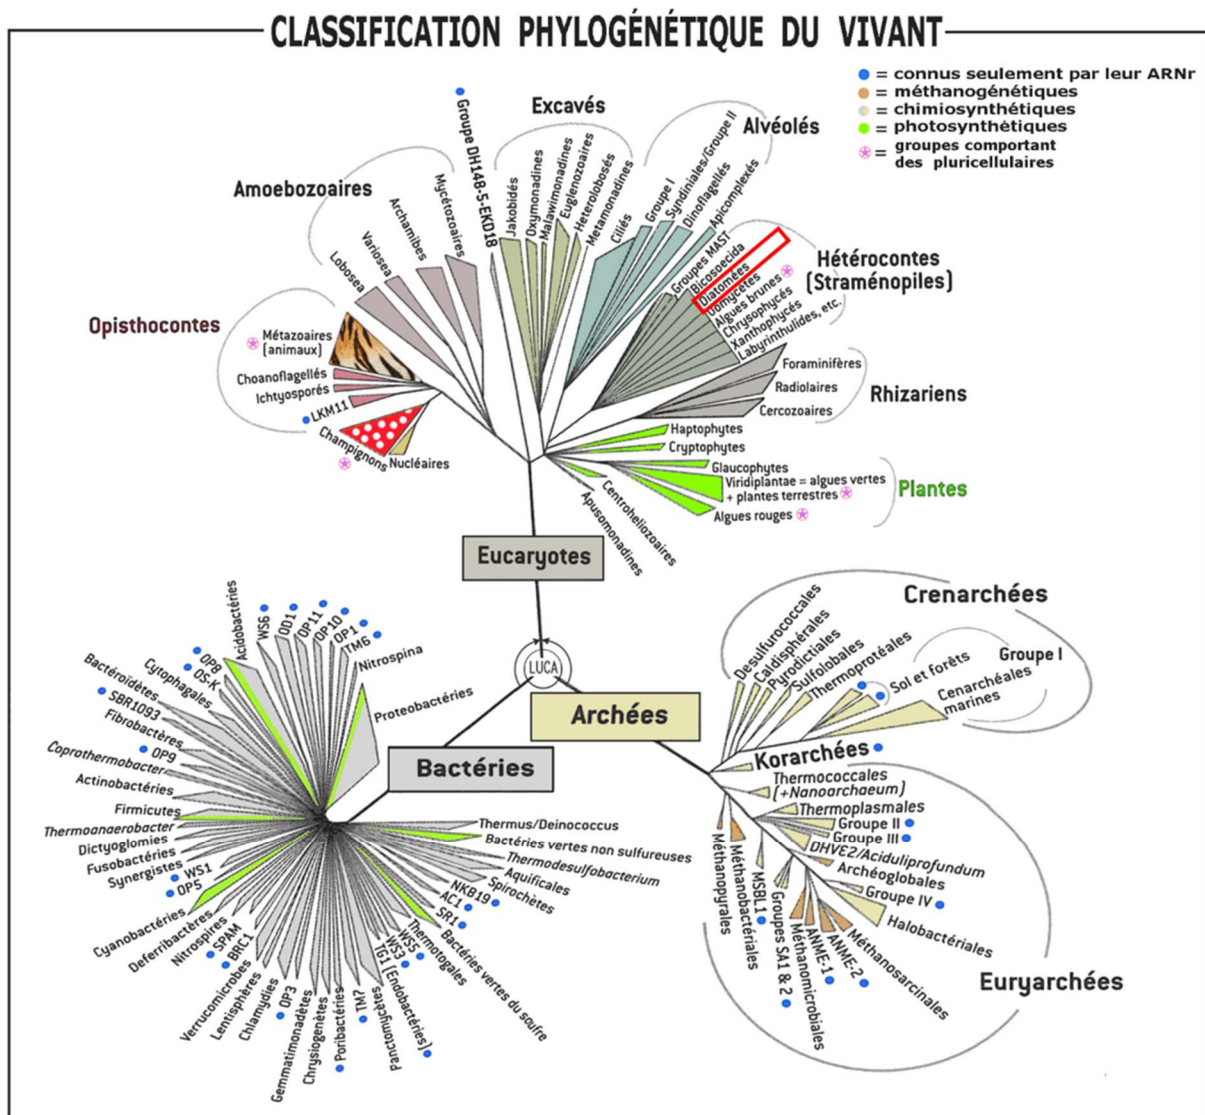 CLASSIFICATION PHYLOGÉNÉTIQUE DU VIVANT
= connus seulement par leur ARNr
= méthanogénétiques
= chimiosynthétiques
= photosynthétiques
= groupes comportant
des pluricellulaires
Opisthocontes
Métazoaires
(animaux)
Choanoflagellés
Ichtyosporés
LKM11
Champignons
Nucléaires
Amoebozoaires
Lobosea
Variosea
Archamibes
Mycétozoaires
Groupe DH148-5-EKD18
Excavés
Jakobidés
Oxymonadines
Malawimonadines
Euglenozoaires
Heterolobosés
Metamonadines
Alvéolés
Ciliés
Groupe I
Syndiniales/Groupe II
Dinoflagellés
Apicomplexés
Hétérocontes
(Straménopiles)
Groupes MAST
Bicosoecida
Diatomées
Oomycetes
Algues brunes
Chrysophycés
Xanthophycés
Labyrinthulides, etc.
Foraminifères
Radiolaires
Cercozoaires
Rhizariens
Haptophytes
Cryptophytes
Glaucophytes
Viridiplantae = algues vertes
+ plantes terrestres
Algues rouges
Plantes
Centroheliozoaires
Apusomonadines
Eucaryotes
LUCA
Archées
Bactéries
Crenarchées
Desulfurococcales
Caldisphérales
Pyrodictiales
Sulfolobales
Thermoprotéales
Sol et forêts
Groupe I
Cenarchéales
marines
Korarchées
Thermococcales
(+Nanoarchaeum)
Thermoplasmales
Groupe II
Groupe III
DHVE2/Aciduliprofundum
Archéoglobales
Groupe IV
Halobactériales
Méthanosarcinales
ANME-2
ANME-1
Méthanomicrobiales
Groupes SA1 & 2
MSBL1
Méthanobactériales
Méthanopyrales
Euryarchées
Acidobactéries
WS6
OD1
OP11
OP10
OP1
TM6
Nitrospina
Proteobactéries
OP8
OS-K
Cytophagales
Bactéroïdètes
SBR1093
Fibrobactères
OP9
Coprothermobacter
Actinobactéries
Firmicutes
Thermoanaerobacter
Dictyoglomies
Fusobactéries
Synergistes
WS1
OP5
Cyanobactéries
Deferribactères
Nitrospires
SPAM
BRC1
Verrucomicrobes
Lentisphères
Chlamydies
OP3
Gemmatimonadètes
Chrysiogenètes
Poribactéries
TM7
Planctomycètes
TG1 (Endobactéries)
WS3
WS5
Thermotogales
Bactéries vertes du soufre
SR1
AC1
NKB19
Spirochètes
Aquificales
Thermodesulfobacterium
Bactéries vertes non sulfureuses
Thermus/Deinococcus